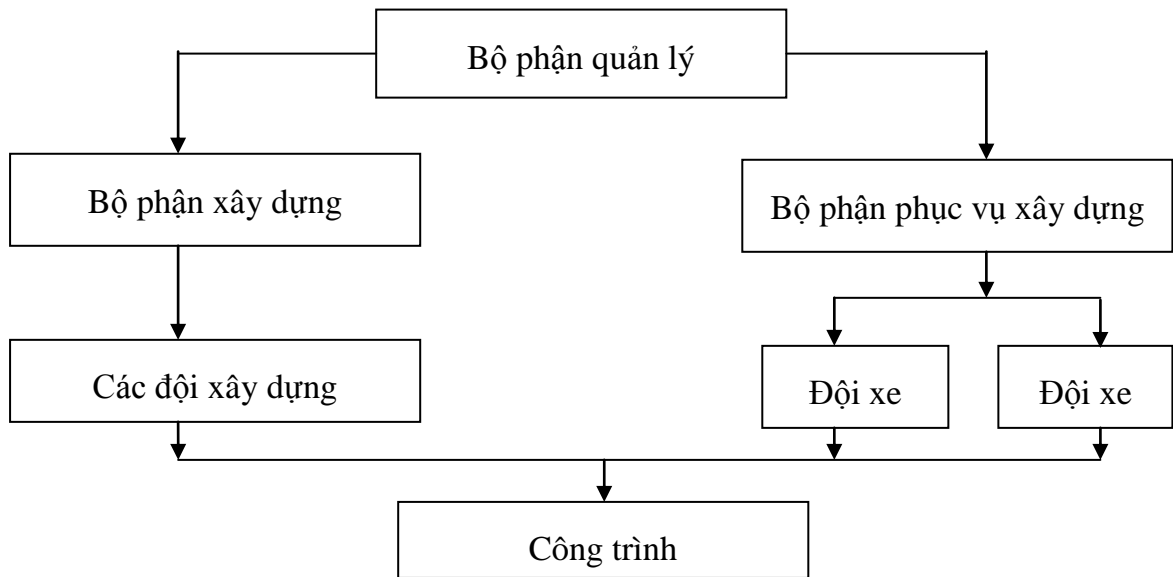 Bộ phận quản lý
Bộ phận xây dựng
Bộ phận phục vụ xây dựng
Các đội xây dựng
Đội xe
Đội xe
Công trình